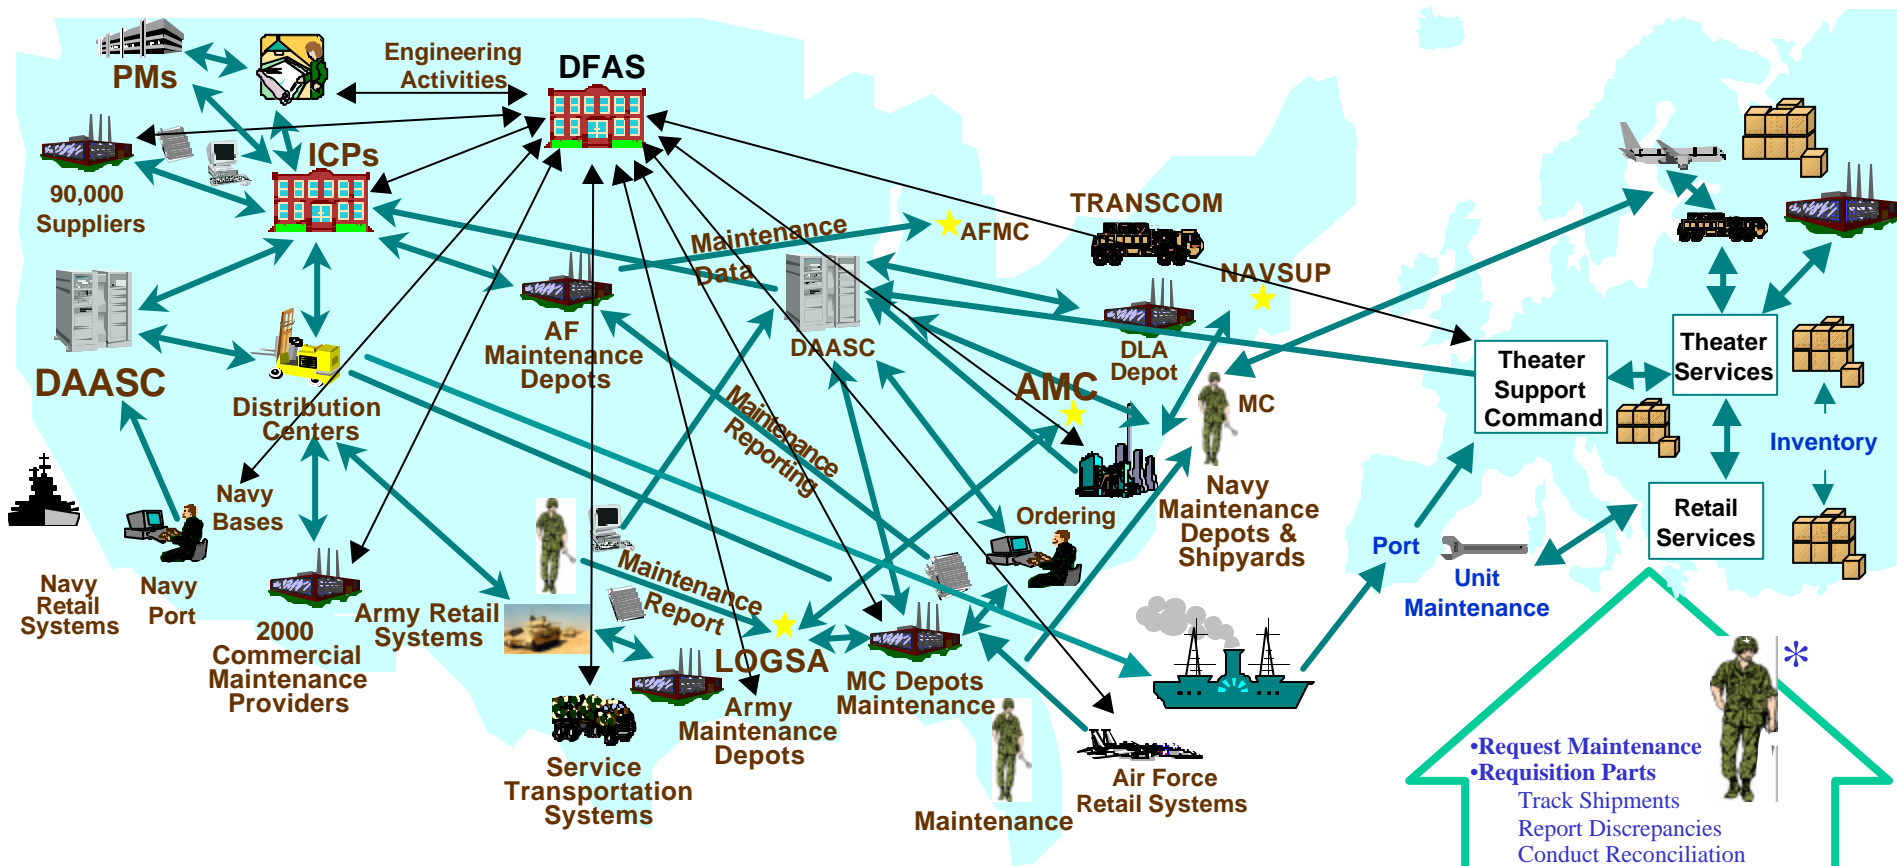 PMs
Engineering
Activities
DFAS
90,000
Suppliers
ICPs
DAASC
Distribution
Centers
AF
Maintenance
Depots
Maintenance
Data
AFMC
DAASC
TRANSCOM
NAVSUP
DLA
Depot
AMC
MC
Maintenance
Reporting
Navy
Bases
Navy
Retail
Systems
Navy
Port
2000
Commercial
Maintenance
Providers
Army Retail
Systems
Maintenance
Report
LOGSA
Army
Maintenance
Depots
Service
Transportation
Systems
MC Depots
Maintenance
Ordering
Navy
Maintenance
Depots &
Shipyards
Maintenance
Air Force
Retail Systems
Theater
Support
Command
Theater
Services
Inventory
Retail
Services
Port
Unit
Maintenance
*
•Request Maintenance
•Requisition Parts
Track Shipments
Report Discrepancies
Conduct Reconciliation